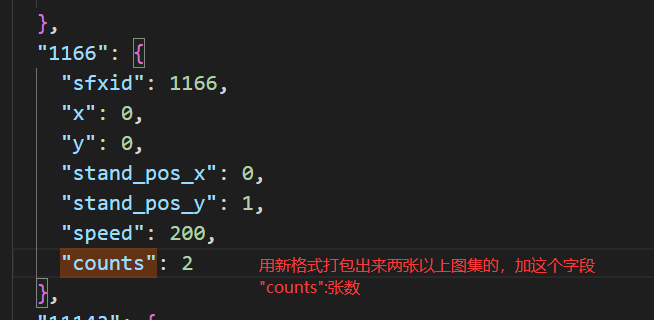 },
"1166": {
"sfxid": 1166,
"x": 0,
"y": 0,
"stand_pos_x": 0,
"stand_pos_y": 1,
"speed": 200,
"counts": 2 用新格式打包出来两张以上图集的，加这个字段
"counts":张数
},
"11142": {